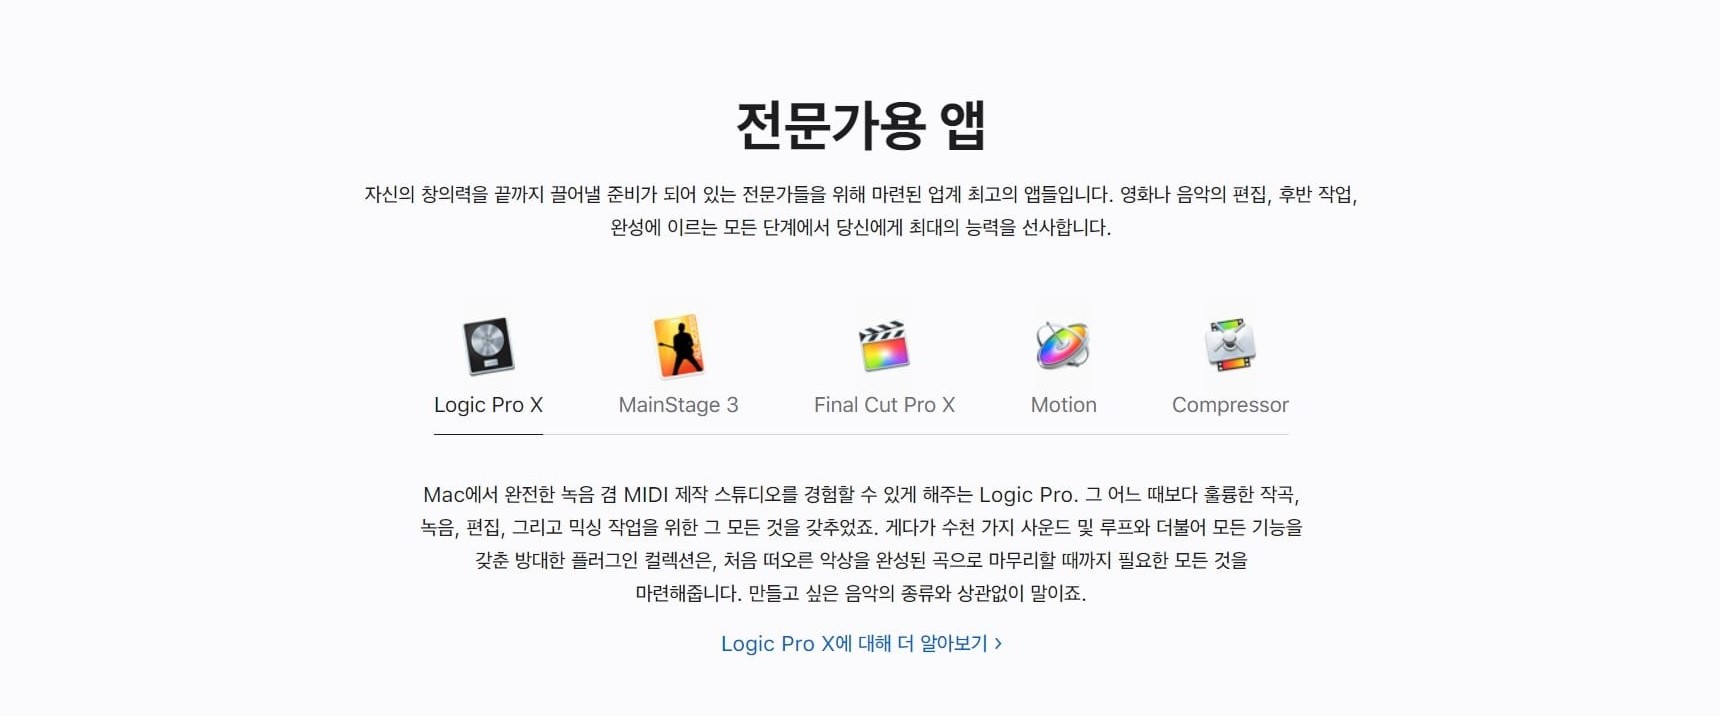 전문가용 앱
자신의 창의력을 끝까지 끌어낼 준비가 되어 있는 전문가들을 위해 마련된 업계 최고의 앱들입니다. 영화나 음악의 편집, 후반 작업,
완성에 이르는 모든 단계에서 당신에게 최대의 능력을 선사합니다.
Logic Pro X
MainStage 3
Final Cut Pro X
Motion
Compressor
Mac에서 완전한 녹음 겸 MIDI 제작 스튜디오를 경험할 수 있게 해주는 Logic Pro. 그 어느 때보다 훌륭한 작곡,
녹음, 편집, 그리고 믹싱 작업을 위한 그 모든 것을 갖추었죠. 게다가 수천 가지 사운드 및 루프와 더불어 모든 기능을
갖춘 방대한 플러그인 컬렉션은, 처음 떠오른 악상을 완성된 곡으로 마무리할 때까지 필요한 모든 것을
마련해줍니다. 만들고 싶은 음악의 종류와 상관없이 말이죠.
Logic Pro X에 대해 더 알아보기 >